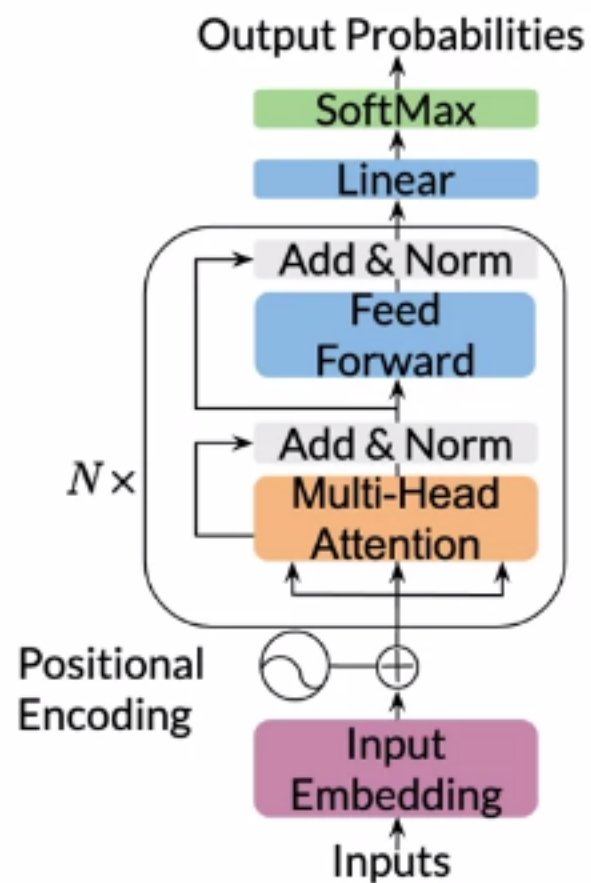 Output Probabilities
SoftMax
Linear
Add & Norm
Feed
Forward
Add & Norm
N×
Multi-Head
Attention
Positional
Encoding
Input
Embedding
Inputs